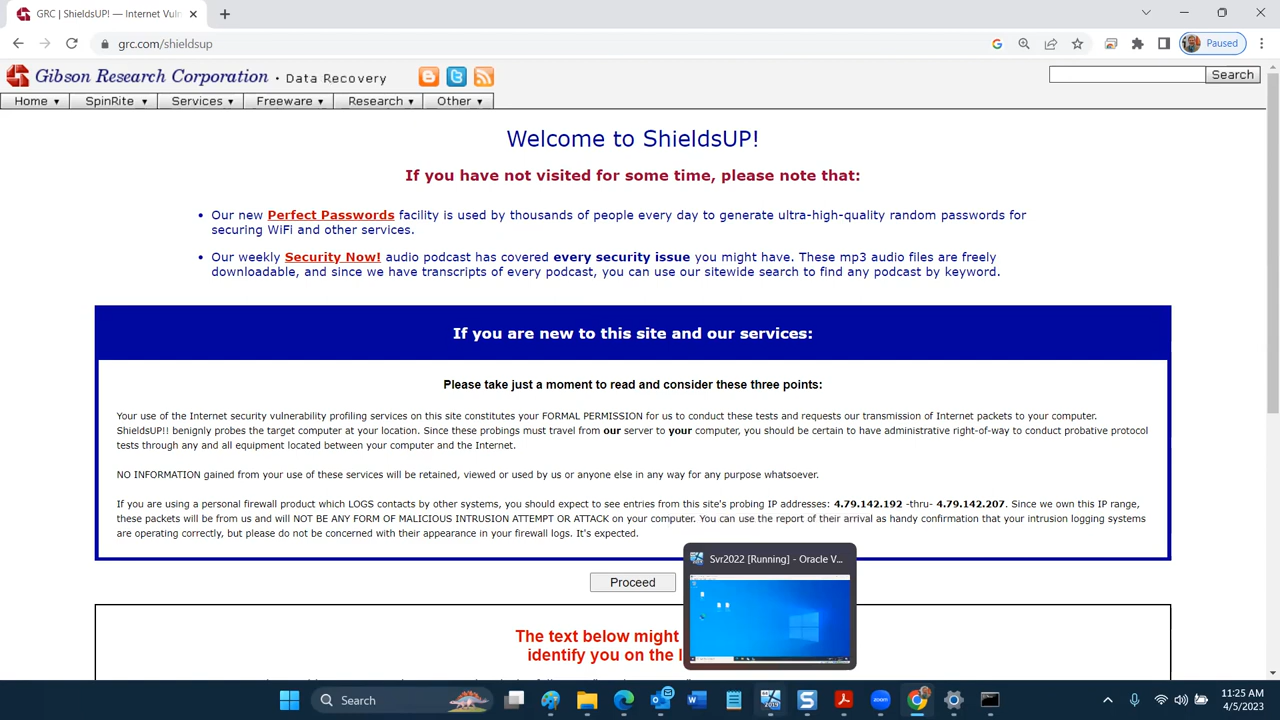 GRC | ShieldsUP! — Internet Vuln
grc.com/shieldsup
Paused
Gibson Research Corporation • Data Recovery
Search
Home ▾ SpinRite ▾ Services ▾ Freeware ▾ Research ▾ Other ▾
Welcome to ShieldsUP!
If you have not visited for some time, please note that:
• Our new Perfect Passwords facility is used by thousands of people every day to generate ultra-high-quality random passwords for
securing WiFi and other services.
• Our weekly Security Now! audio podcast has covered every security issue you might have. These mp3 audio files are freely
downloadable, and since we have transcripts of every podcast, you can use our sitewide search to find any podcast by keyword.
If you are new to this site and our services:
Please take just a moment to read and consider these three points:
Your use of the Internet security vulnerability profiling services on this site constitutes your FORMAL PERMISSION for us to conduct these tests and requests our transmission of Internet packets to your computer.
ShieldsUP!! benignly probes the target computer at your location. Since these probings must travel from our server to your computer, you should be certain to have administrative right-of-way to conduct probative protocol
tests through any and all equipment located between your computer and the Internet.
NO INFORMATION gained from your use of these services will be retained, viewed or used by us or anyone else in any way for any purpose whatsoever.
If you are using a personal firewall product which LOGS contacts by other systems, you should expect to see entries from this site's probing IP addresses: 4.79.142.192 -thru- 4.79.142.207. Since we own this IP range,
these packets will be from us and will NOT BE ANY FORM OF MALICIOUS INTRUSION ATTEMPT OR ATTACK on your computer. You can use the report of their arrival as handy confirmation that your intrusion logging systems
are operating correctly, but please do not be concerned with their appearance in your firewall logs. It's expected.
Svr2022 [Running] - Oracle V...
Proceed
The text below might
identify you on the I
Search
2019
11:25 AM
4/5/2023